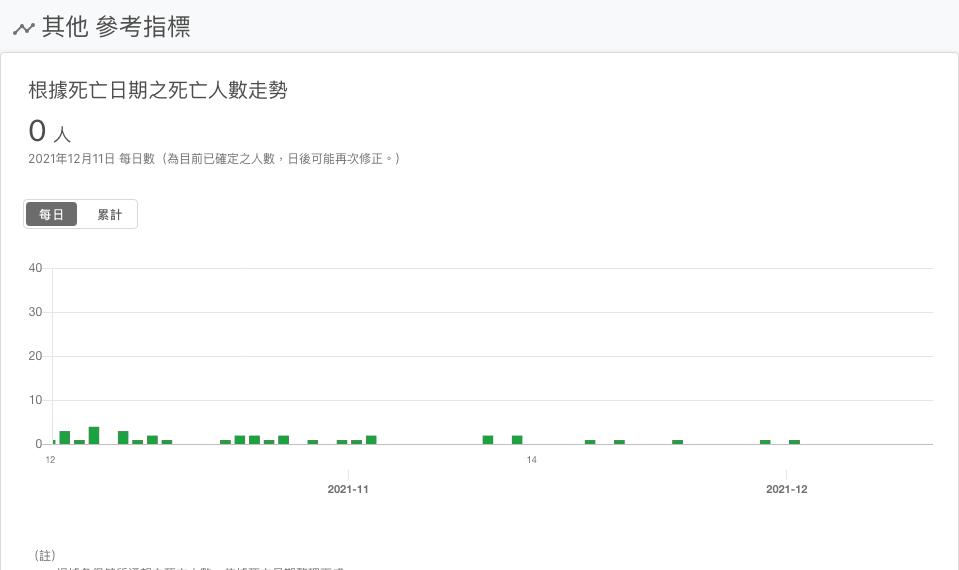 其他 參考指標
根據死亡日期之死亡人數走勢
0 人
2021年12月11日 每日數（為目前已確定之人數，日後可能再次修正。）
每日 累計
40
30
20
10
0
12 14
2021-11 2021-12
（註）